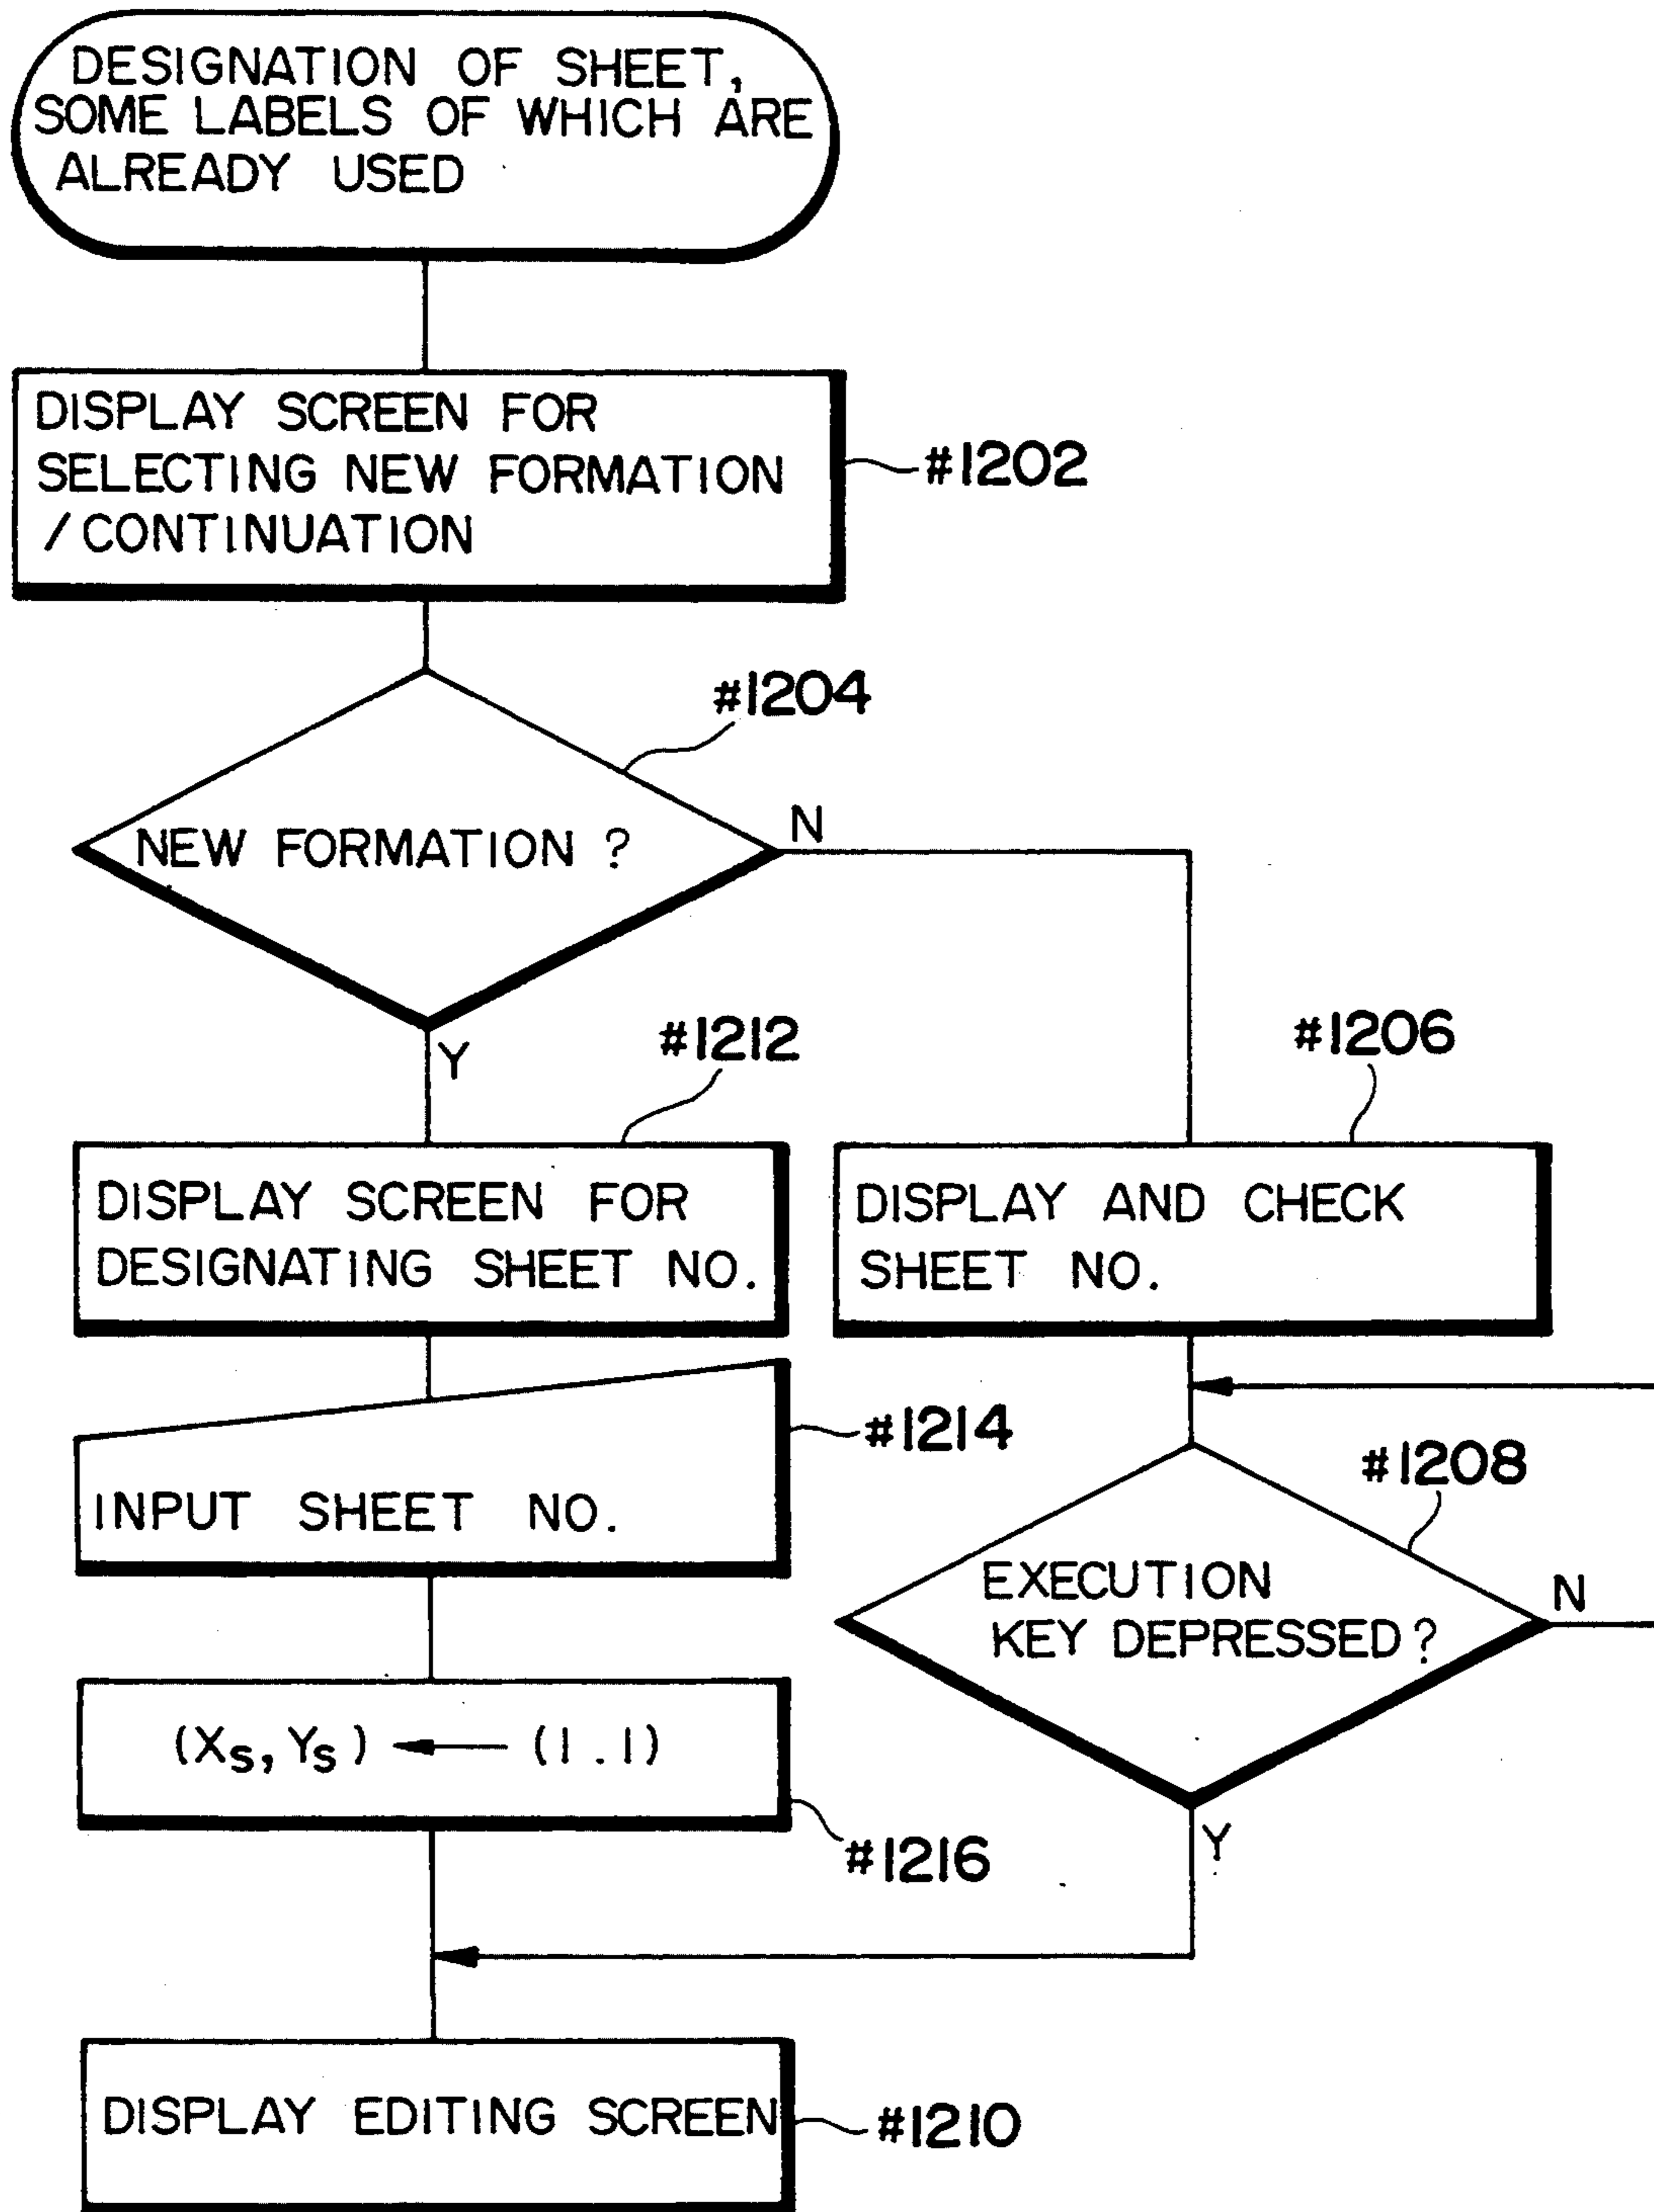 DESIGNATION OF SHEET,
SOME LABELS OF WHICH ARE
ALREADY USED
DISPLAY SCREEN FOR
SELECTING NEW FORMATION
/CONTINUATION
#1202
#1204
NEW FORMATION ?
N
Y
#1212
#1206
DISPLAY SCREEN FOR
DESIGNATING SHEET NO.
DISPLAY AND CHECK
SHEET NO.
#1214
INPUT SHEET NO.
#1208
EXECUTION
KEY DEPRESSED ?
N
Y
(Xs, Ys) ← (1.1)
#1216
DISPLAY EDITING SCREEN
#1210